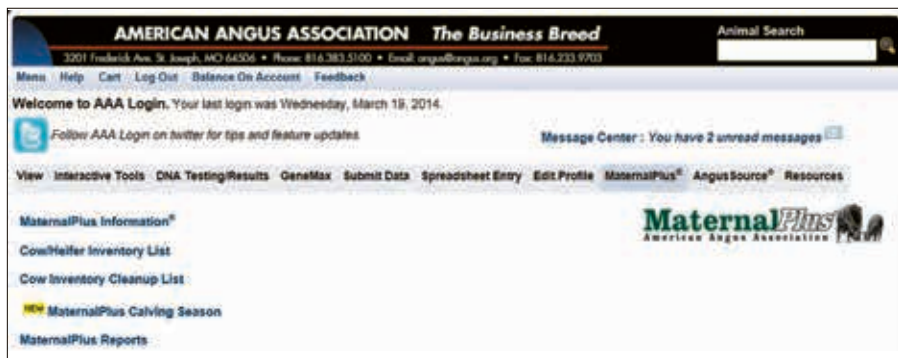 AMERICAN ANGUS ASSOCIATION The Business Breed
Animal Search
3201 Frederick Ave. St. Joseph, MO 64506 • Phone: 816.383.5100 • Email: angus@angus.org • Fax: 816.233.9703
Menu Help Cart Log Out Balance On Account Feedback
Welcome to AAA Login. Your last login was Wednesday, March 19, 2014.
Follow AAA Login on twitter for tips and feature updates
Message Center : You have 2 unread messages
View Interactive Tools DNA Testing/Results GeneMax Submit Data Spreadsheet Entry Edit Profile MaternalPlus® AngusSource® Resources
MaternalPlus Information®
MaternalPlus
American Angus Association
Cow/Heifer Inventory List
Cow Inventory Cleanup List
NEW MaternalPlus Calving Season
MaternalPlus Reports